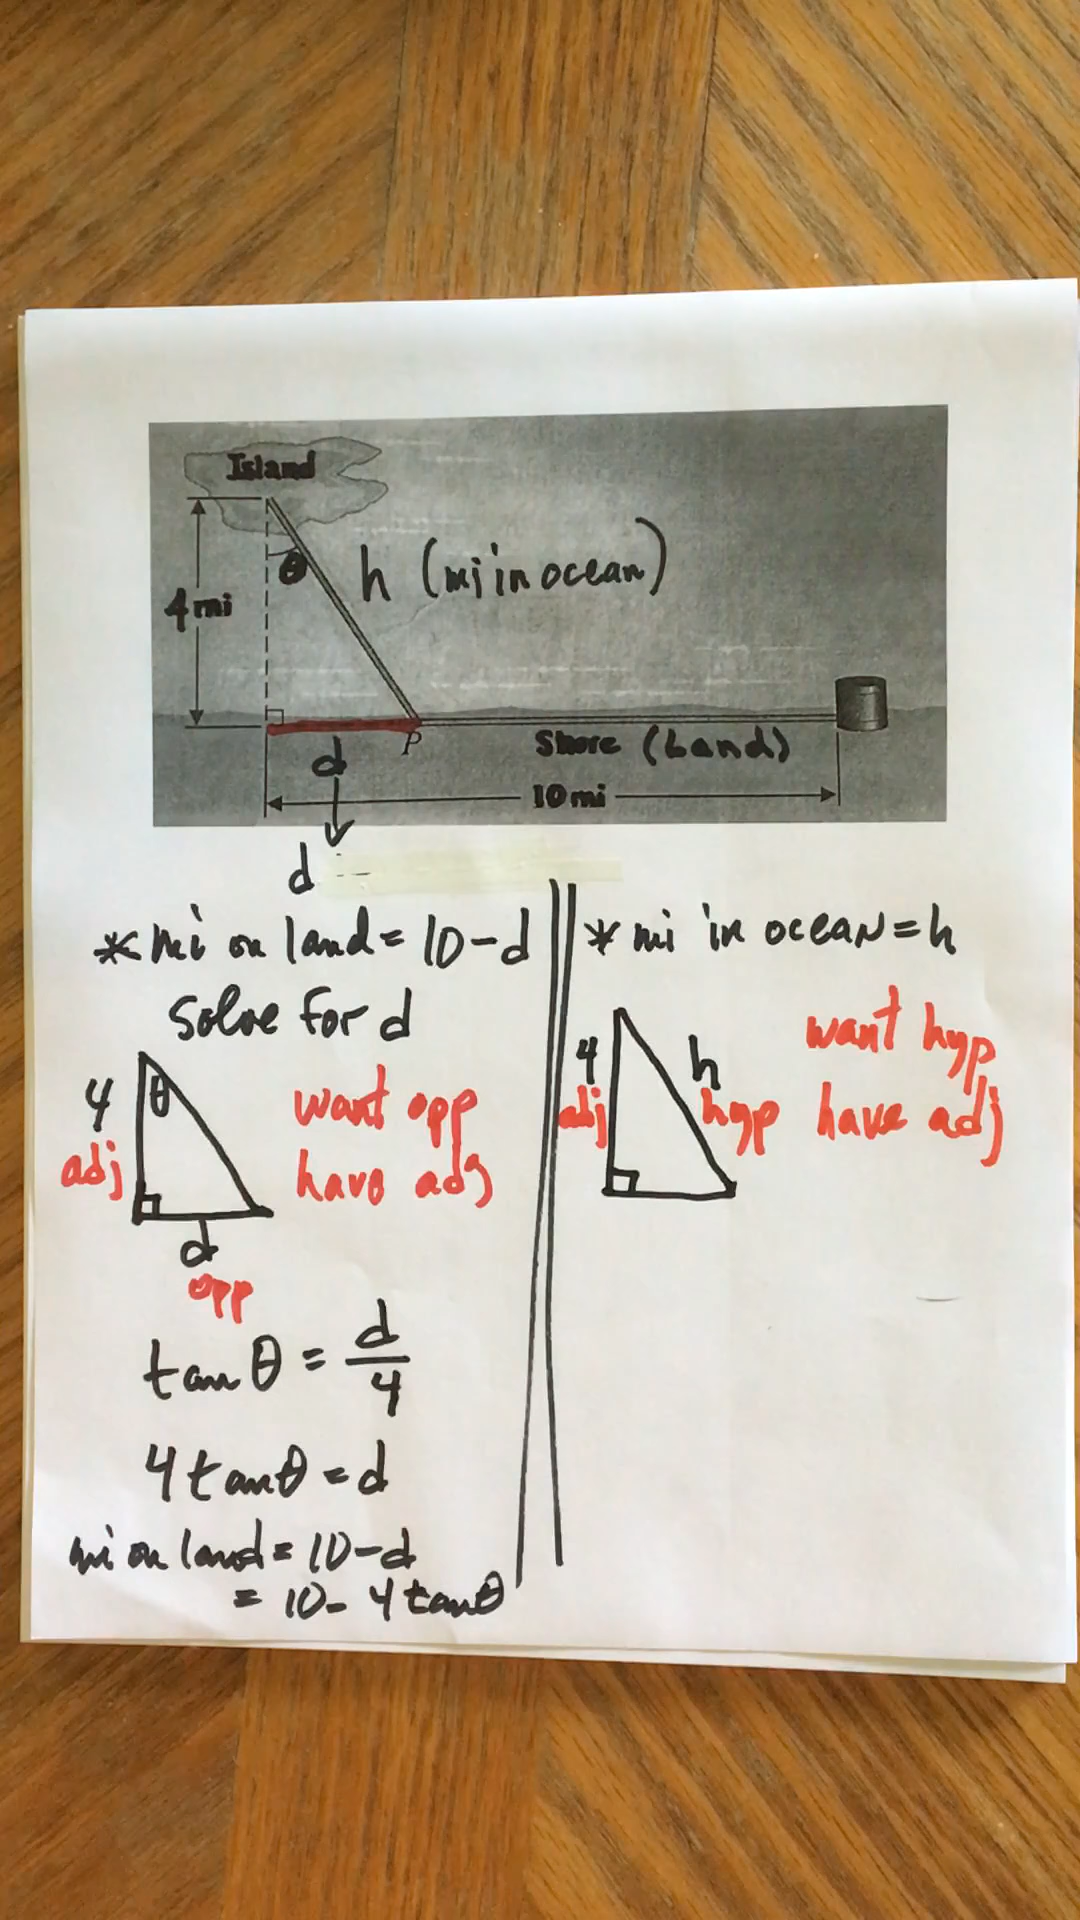 Island
θ
h (mi in ocean)
4 mi
P
d
Shore (Land)
10 mi
d =
* mi on land = 10 - d
solve for d
4
θ
adj
want opp
have adj
d
opp
tan θ = d/4
4 tan θ = d
mi on land = 10 - d
= 10 - 4 tan θ
* mi in ocean = h
4
h
want hyp
adj
hyp
have adj